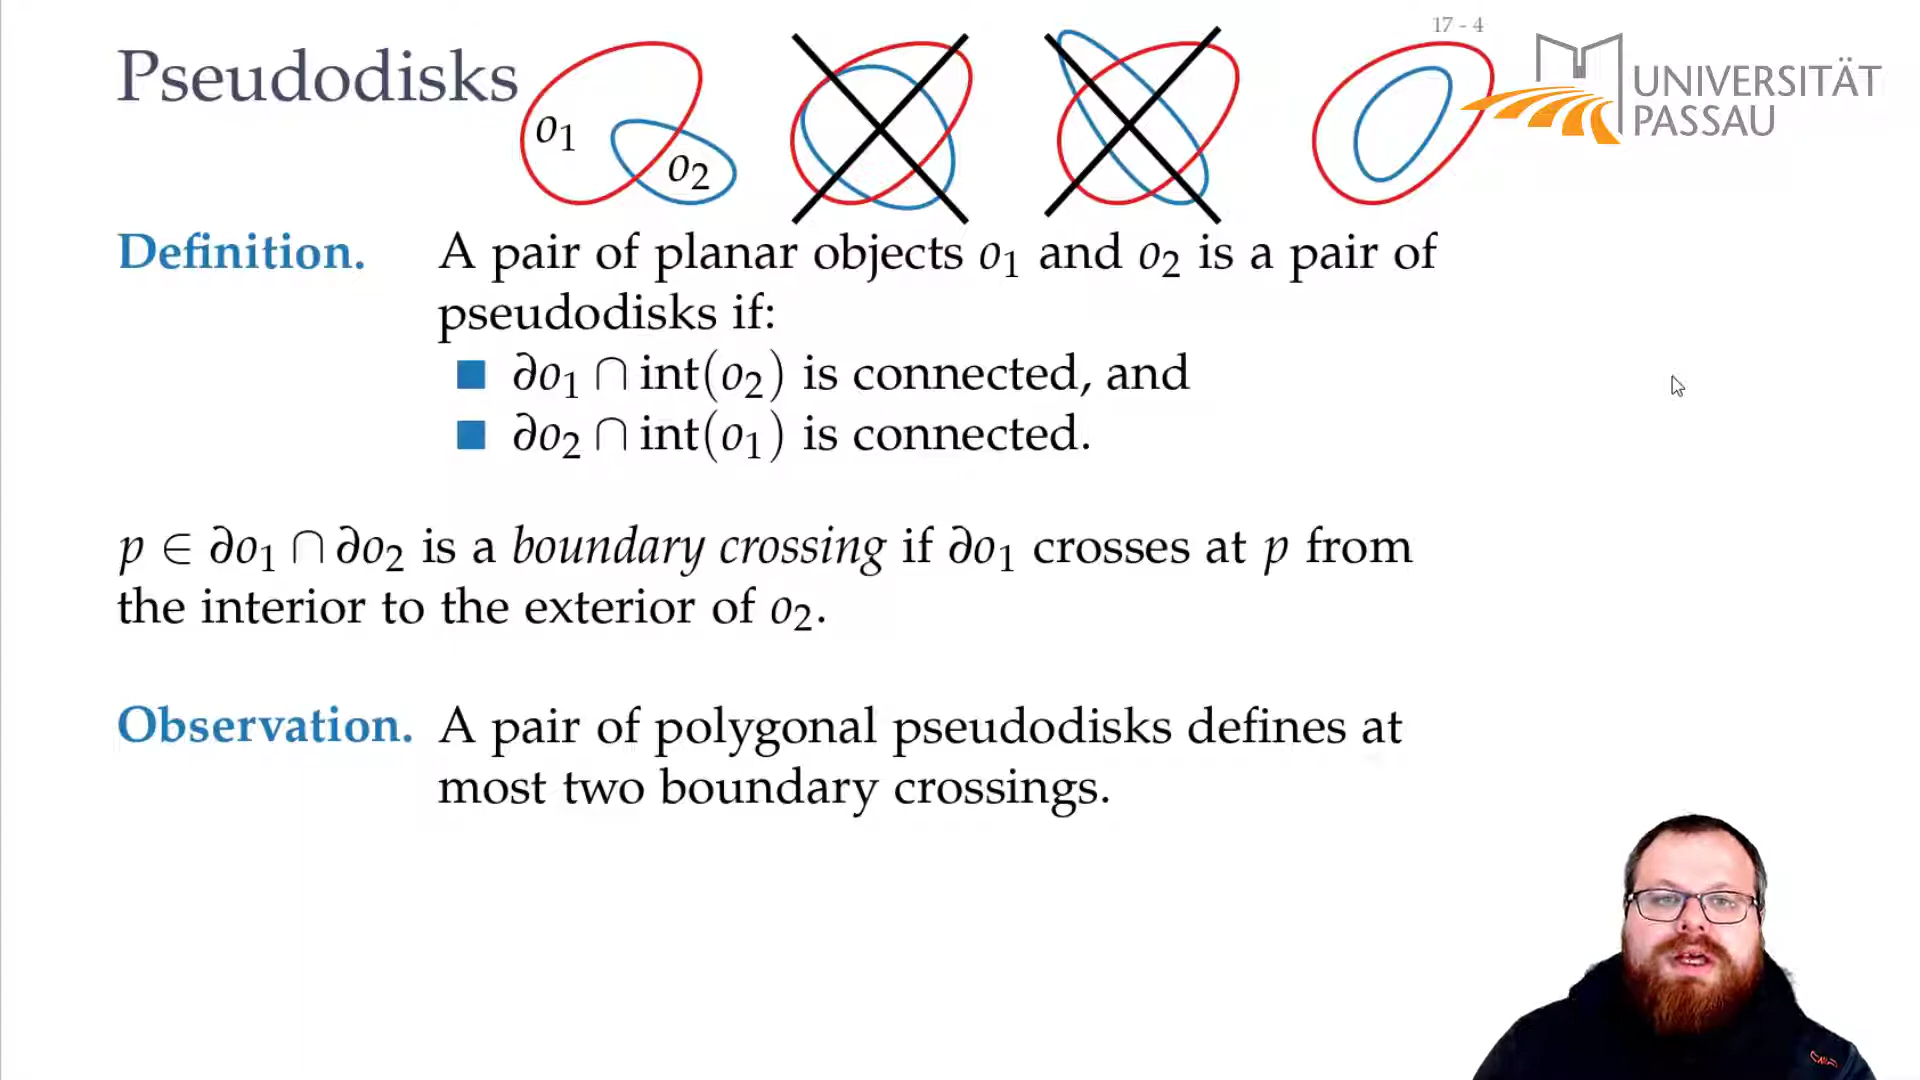 17 - 4
Pseudodisks
o₁
o₂
UNIVERSITÄT
PASSAU
Definition. A pair of planar objects o₁ and o₂ is a pair of
pseudodisks if:
∂o₁ ∩ int(o₂) is connected, and
∂o₂ ∩ int(o₁) is connected.
p ∈ ∂o₁ ∩ ∂o₂ is a boundary crossing if ∂o₁ crosses at p from
the interior to the exterior of o₂.
Observation. A pair of polygonal pseudodisks defines at
most two boundary crossings.